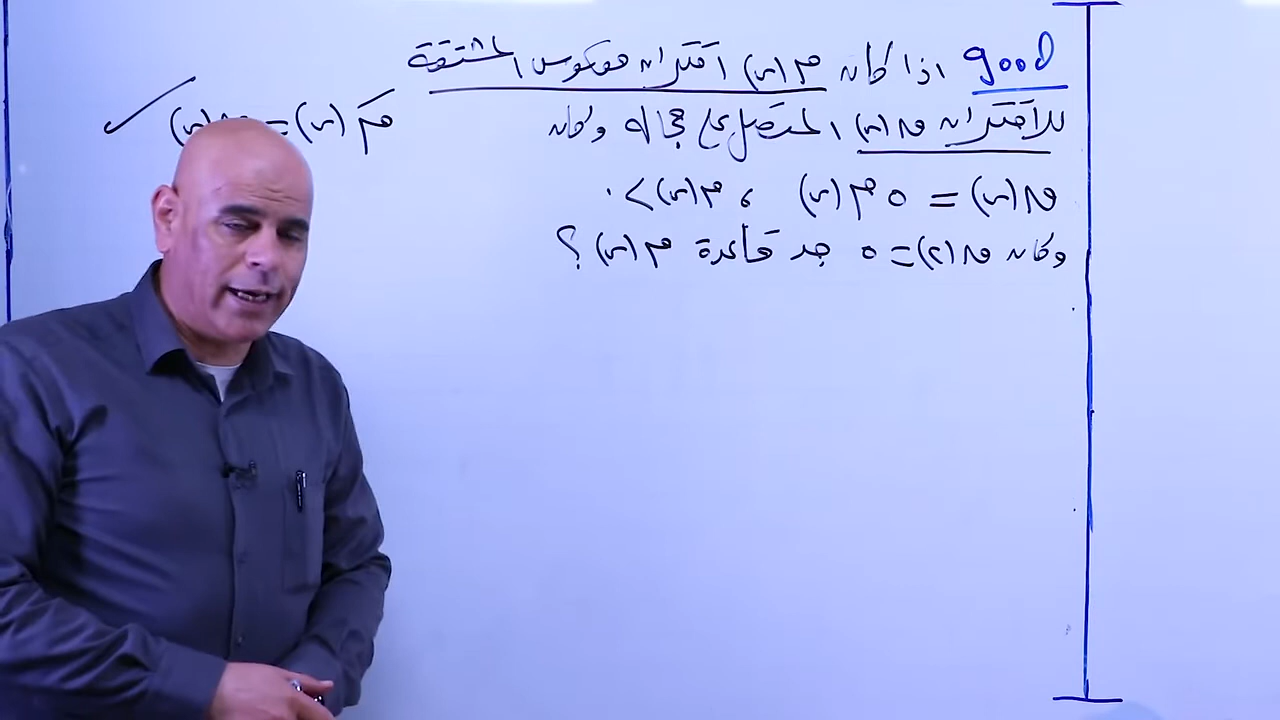 good اذا كان م(س) اقتران معكوس المشتقة
للاقتران ق(س) المتصل على مجاله وكان
ق(س) = ٥ م(س) ، م(س) > ٠
وكان ق(٢) = ٥ جد قاعدة م(س) ؟
مَ(س) = ق(س)